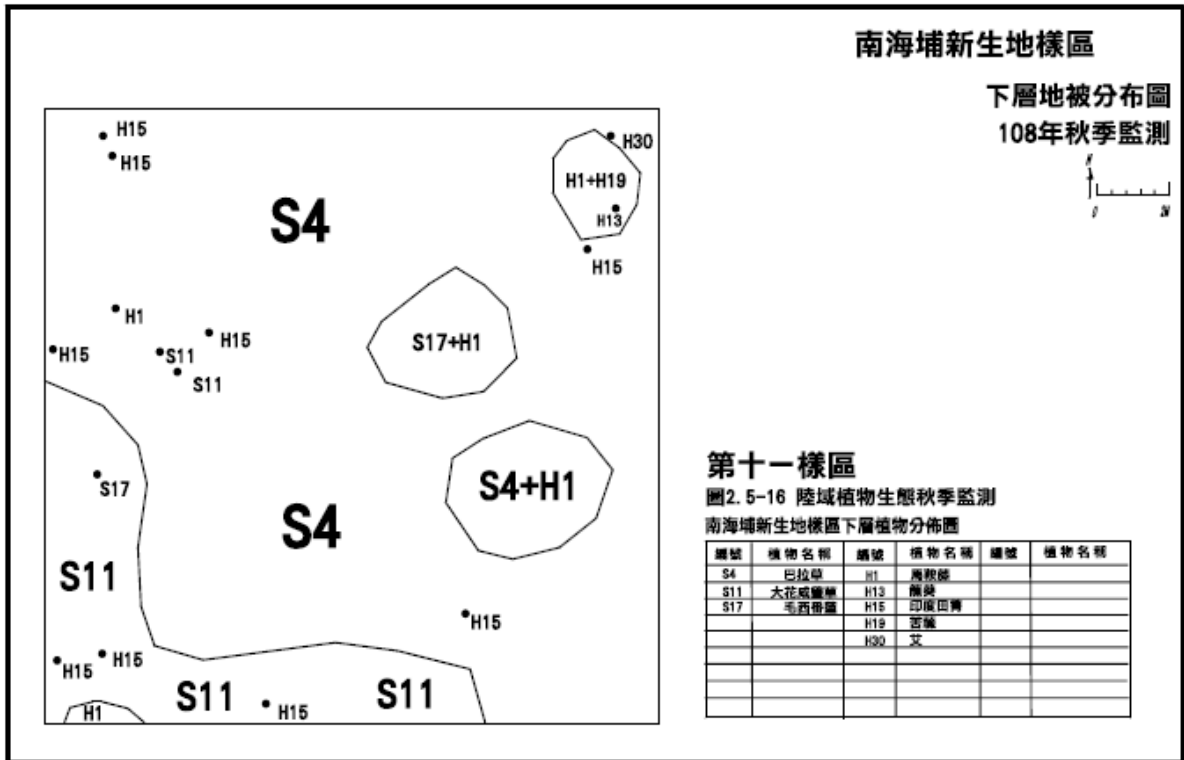 南海埔新生地樣區
下層地被分布圖
108年秋季監測
N
0 2M
H15
H15
H30
H1+H19
H13
S4
H15
H1
H15
S17+H1
H15
S11
S11
S17
S4+H1
S4
S11
H15
H15
H15
S11
S11
H15
H1
第十一樣區
圖2.5-16 陸域植物生態秋季監測
南海埔新生地樣區下層植物分佈圖
編號 植物名稱 編號 植物名稱 編號 植物名稱
S4 巴拉草 H1 馬鞍藤
S11 大花咸豐草 H13 龍葵
S17 毛西番蓮 H15 印度田菁
H19 苦蘵
H30 艾